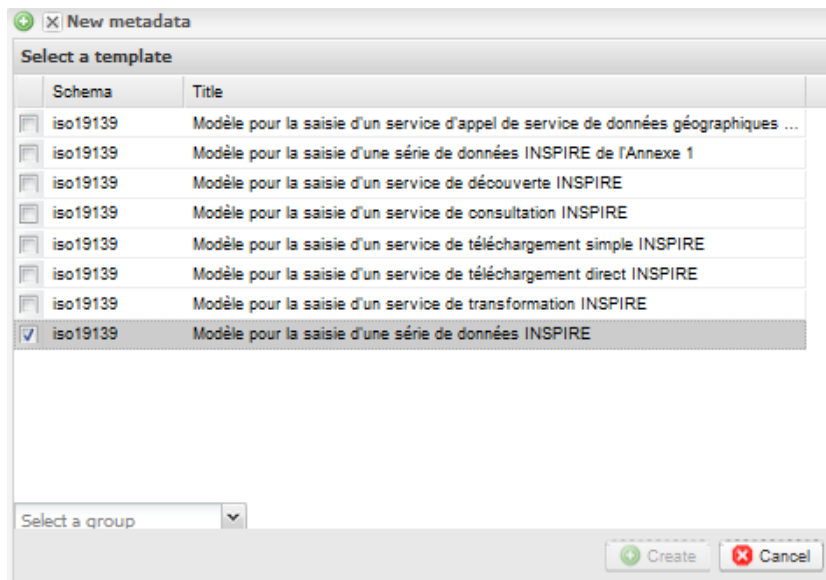 New metadata
Select a template
Schema Title
iso19139 Modèle pour la saisie d'un service d'appel de service de données géographiques ...
iso19139 Modèle pour la saisie d'une série de données INSPIRE de l'Annexe 1
iso19139 Modèle pour la saisie d'un service de découverte INSPIRE
iso19139 Modèle pour la saisie d'un service de consultation INSPIRE
iso19139 Modèle pour la saisie d'un service de téléchargement simple INSPIRE
iso19139 Modèle pour la saisie d'un service de téléchargement direct INSPIRE
iso19139 Modèle pour la saisie d'un service de transformation INSPIRE
iso19139 Modèle pour la saisie d'une série de données INSPIRE
Select a group
Create Cancel